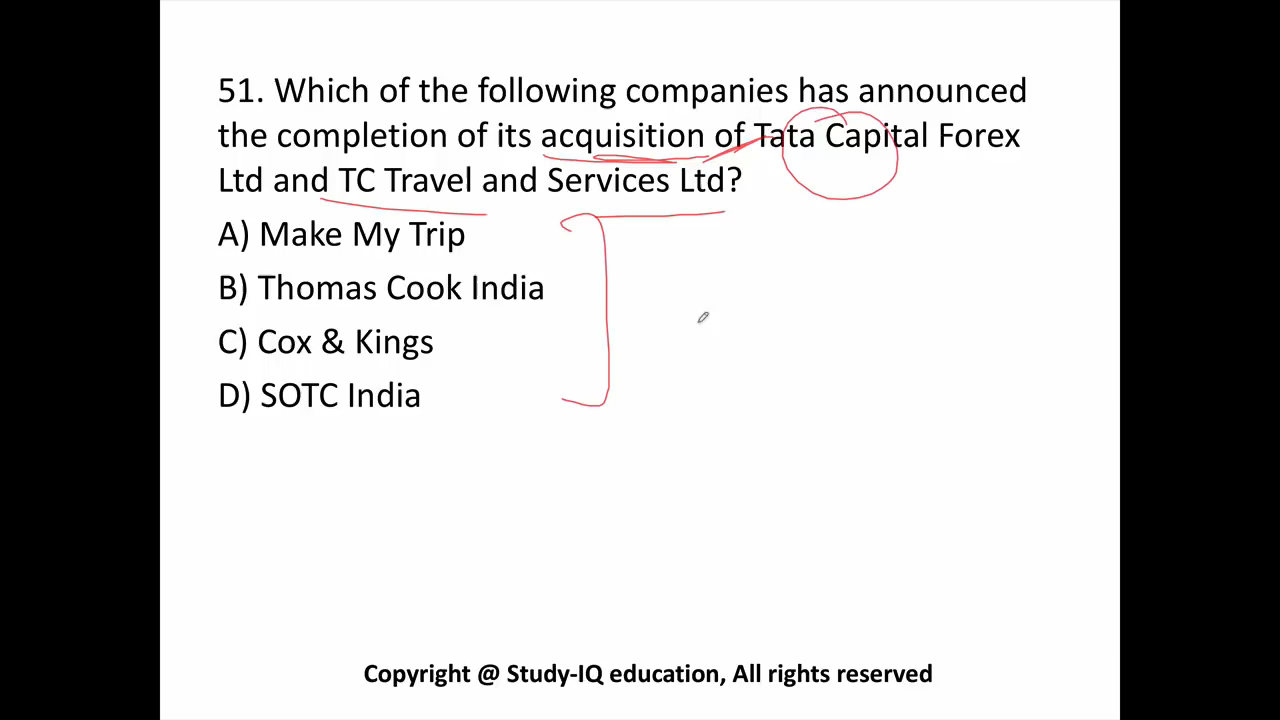 51. Which of the following companies has announced
the completion of its acquisition of Tata Capital Forex
Ltd and TC Travel and Services Ltd?
A) Make My Trip
B) Thomas Cook India
C) Cox & Kings
D) SOTC India
Copyright @ Study-IQ education, All rights reserved